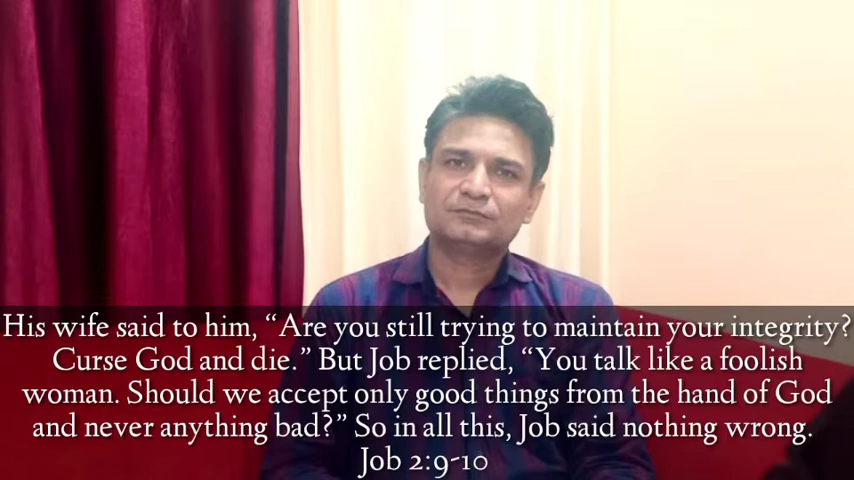 His wife said to him, “Are you still trying to maintain your integrity?
Curse God and die.” But Job replied, “You talk like a foolish
woman. Should we accept only good things from the hand of God
and never anything bad?” So in all this, Job said nothing wrong.
Job 2:9-10